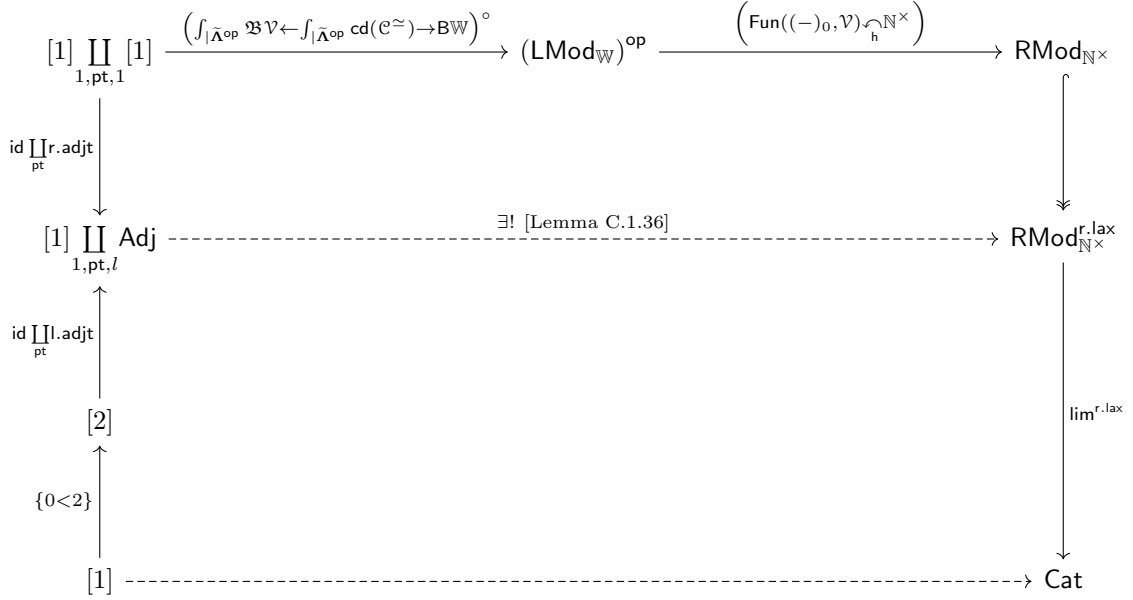 [1] ∐_{1,pt,1} [1] (∫_{|Λ̃^op} 𝔅𝒱 ← ∫_{|Λ̃^op} cd(𝒞^≃) → B𝕎)^∘ (LMod_𝕎)^op (Fun((−)_0, 𝒱) ↶_h ℕ^×) RMod_{ℕ^×}
id ∐_pt r.adjt
[1] ∐_{1,pt,l} Adj ∃! [Lemma C.1.36] RMod^{r.lax}_{ℕ^×}
id ∐_pt l.adjt
[2] lim^{r.lax}
{0<2}
[1] Cat